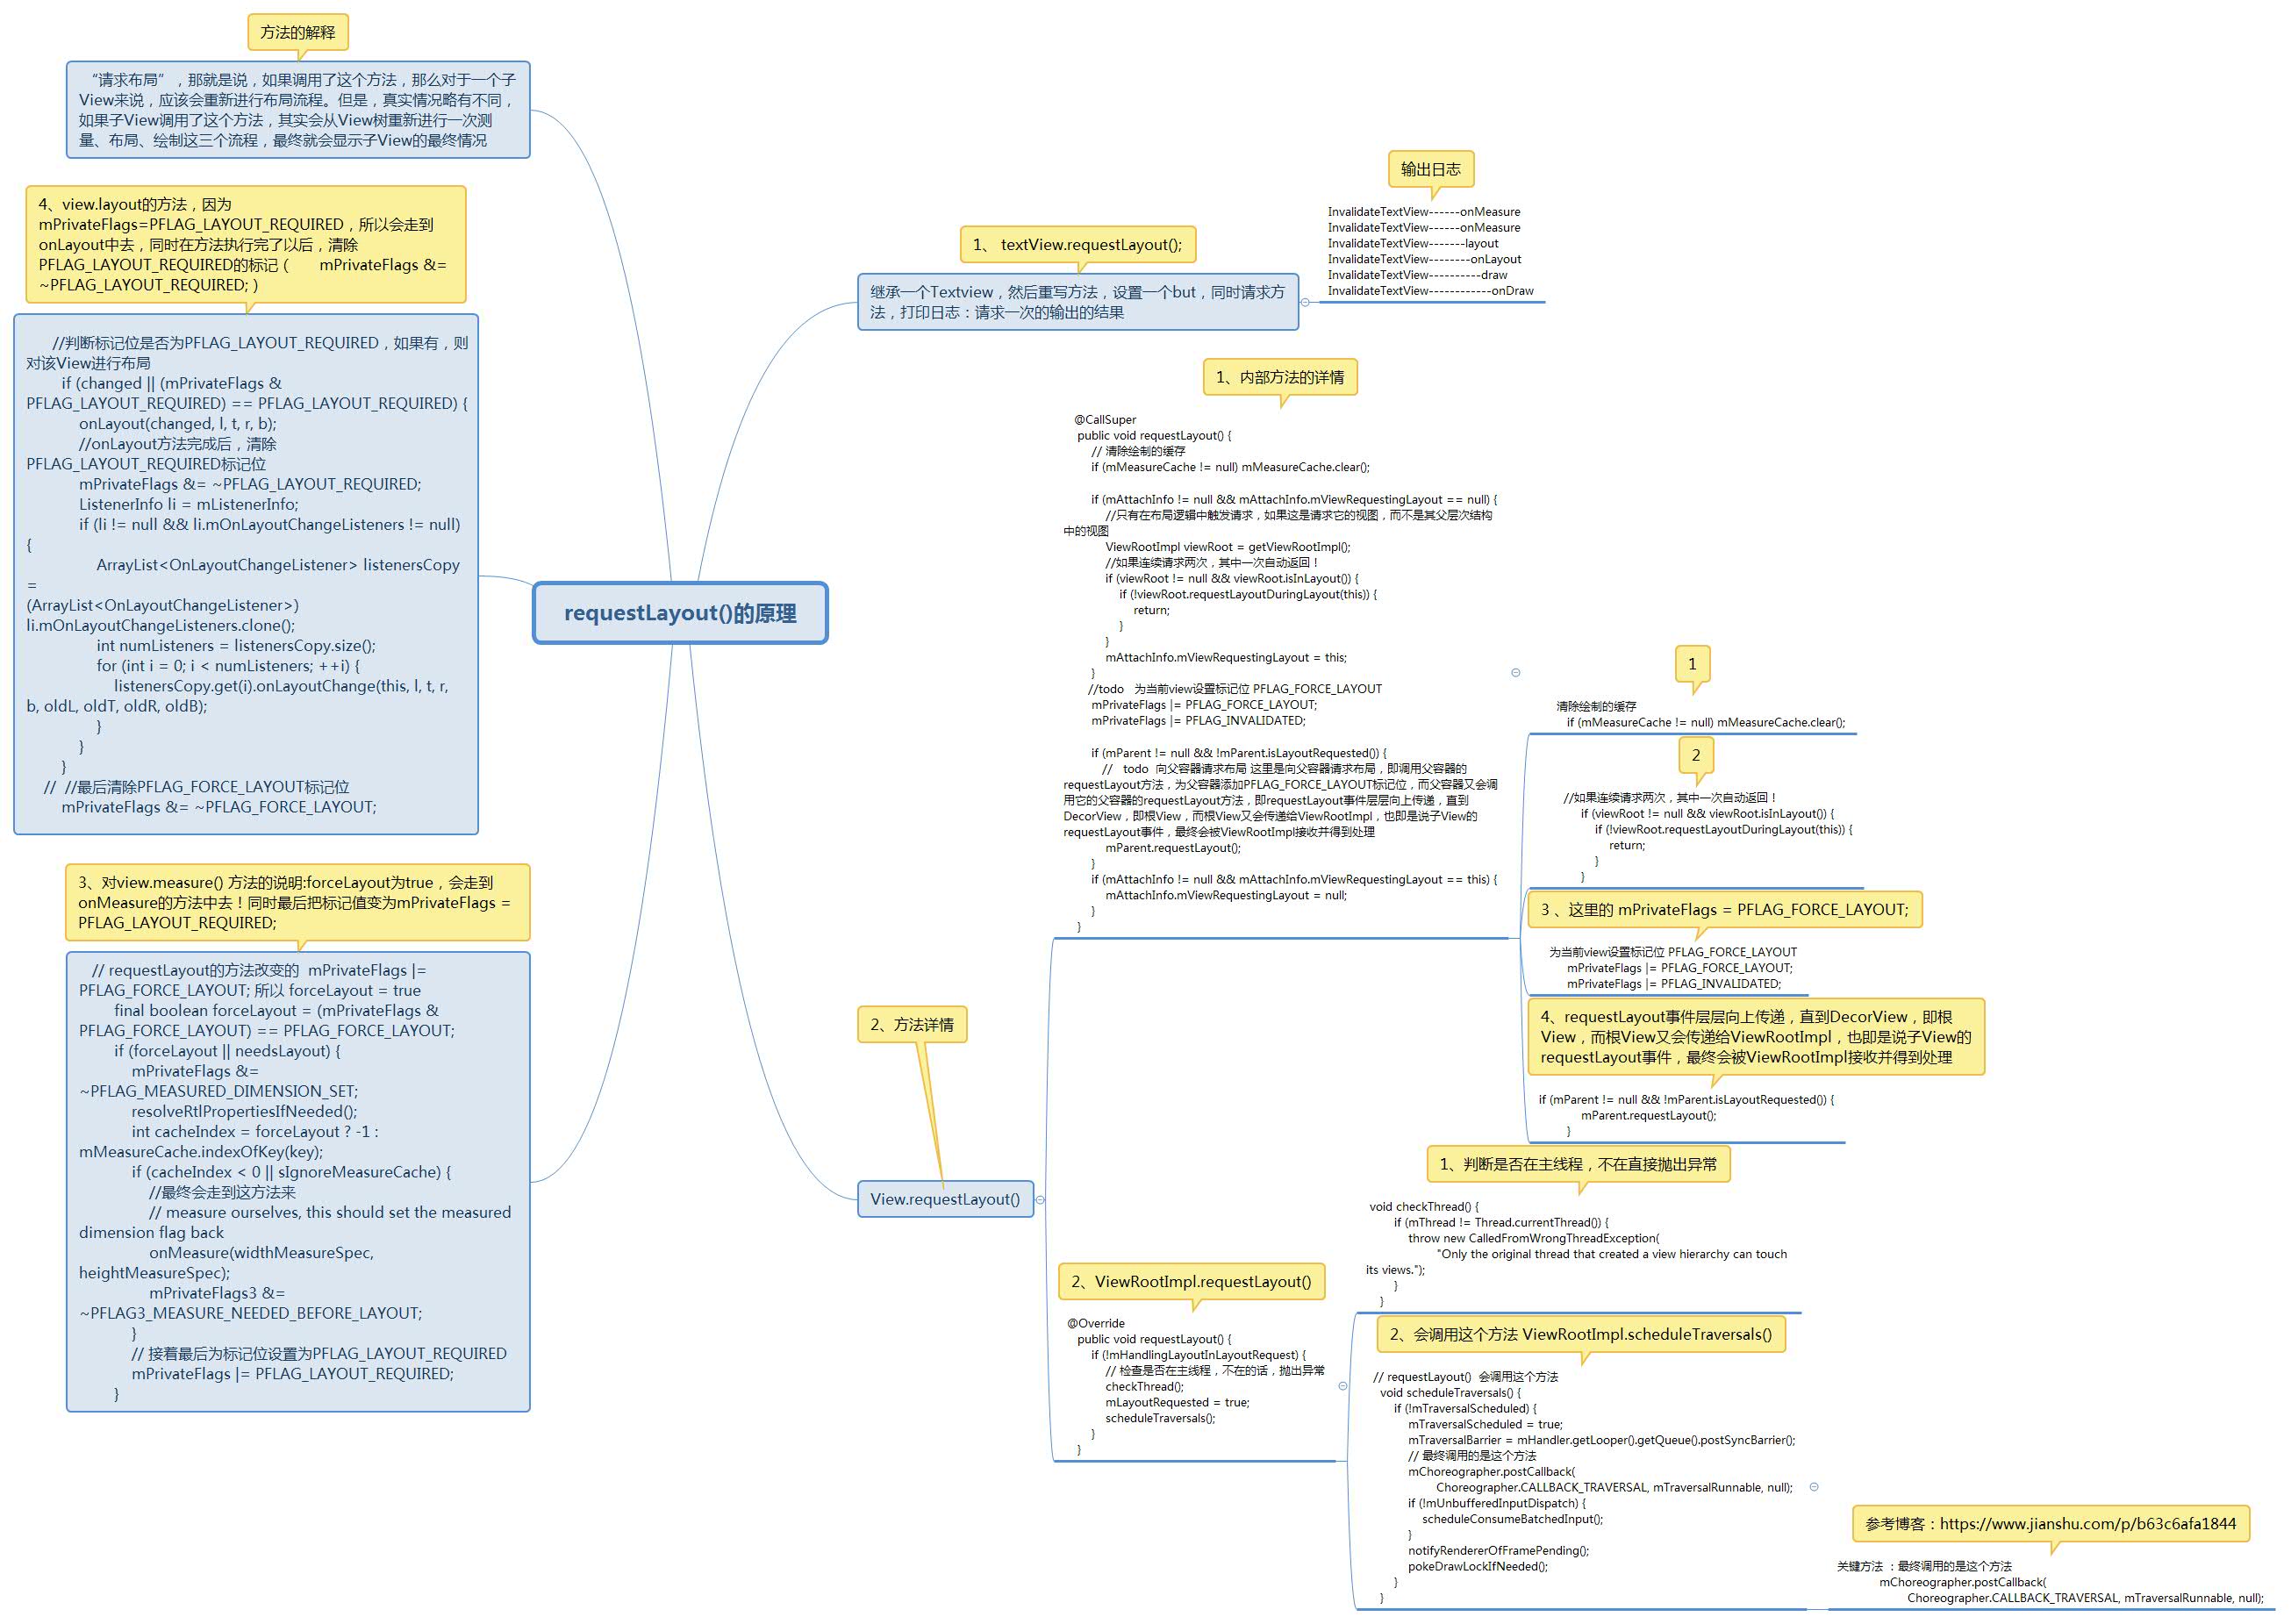 方法的解释
“请求布局”，那就是说，如果调用了这个方法，那么对于一个子
View来说，应该会重新进行布局流程。但是，真实情况略有不同，
如果子View调用了这个方法，其实会从View树重新进行一次测
量、布局、绘制这三个流程，最终就会显示子View的最终情况
4、view.layout的方法，因为
mPrivateFlags=PFLAG_LAYOUT_REQUIRED，所以会走到
onLayout中去，同时在方法执行完了以后，清除
PFLAG_LAYOUT_REQUIRED的标记（ mPrivateFlags &=
~PFLAG_LAYOUT_REQUIRED; ）
//判断标记位是否为PFLAG_LAYOUT_REQUIRED，如果有，则
对该View进行布局
if (changed || (mPrivateFlags &
PFLAG_LAYOUT_REQUIRED) == PFLAG_LAYOUT_REQUIRED) {
onLayout(changed, l, t, r, b);
//onLayout方法完成后，清除
PFLAG_LAYOUT_REQUIRED标记位
mPrivateFlags &= ~PFLAG_LAYOUT_REQUIRED;
ListenerInfo li = mListenerInfo;
if (li != null && li.mOnLayoutChangeListeners != null)
{
ArrayList<OnLayoutChangeListener> listenersCopy
=
(ArrayList<OnLayoutChangeListener>)
li.mOnLayoutChangeListeners.clone();
int numListeners = listenersCopy.size();
for (int i = 0; i < numListeners; ++i) {
listenersCopy.get(i).onLayoutChange(this, l, t, r,
b, oldL, oldT, oldR, oldB);
}
}
}
// //最后清除PFLAG_FORCE_LAYOUT标记位
mPrivateFlags &= ~PFLAG_FORCE_LAYOUT;
3、对view.measure() 方法的说明:forceLayout为true，会走到
onMeasure的方法中去！同时最后把标记值变为mPrivateFlags =
PFLAG_LAYOUT_REQUIRED;
// requestLayout的方法改变的 mPrivateFlags |=
PFLAG_FORCE_LAYOUT; 所以 forceLayout = true
final boolean forceLayout = (mPrivateFlags &
PFLAG_FORCE_LAYOUT) == PFLAG_FORCE_LAYOUT;
if (forceLayout || needsLayout) {
mPrivateFlags &=
~PFLAG_MEASURED_DIMENSION_SET;
resolveRtlPropertiesIfNeeded();
int cacheIndex = forceLayout ? -1 :
mMeasureCache.indexOfKey(key);
if (cacheIndex < 0 || sIgnoreMeasureCache) {
//最终会走到这方法来
// measure ourselves, this should set the measured
dimension flag back
onMeasure(widthMeasureSpec,
heightMeasureSpec);
mPrivateFlags3 &=
~PFLAG3_MEASURE_NEEDED_BEFORE_LAYOUT;
}
// 接着最后为标记位设置为PFLAG_LAYOUT_REQUIRED
mPrivateFlags |= PFLAG_LAYOUT_REQUIRED;
}
requestLayout()的原理
1、 textView.requestLayout();
继承一个Textview，然后重写方法，设置一个but，同时请求方
法，打印日志：请求一次的输出的结果
输出日志
InvalidateTextView------onMeasure
InvalidateTextView------onMeasure
InvalidateTextView-------layout
InvalidateTextView--------onLayout
InvalidateTextView----------draw
InvalidateTextView------------onDraw
2、方法详情
View.requestLayout()
1、内部方法的详情
@CallSuper
public void requestLayout() {
// 清除绘制的缓存
if (mMeasureCache != null) mMeasureCache.clear();
if (mAttachInfo != null && mAttachInfo.mViewRequestingLayout == null) {
//只有在布局逻辑中触发请求，如果这是请求它的视图，而不是其父层次结构
中的视图
ViewRootImpl viewRoot = getViewRootImpl();
//如果连续请求两次，其中一次自动返回！
if (viewRoot != null && viewRoot.isInLayout()) {
if (!viewRoot.requestLayoutDuringLayout(this)) {
return;
}
}
mAttachInfo.mViewRequestingLayout = this;
}
//todo 为当前view设置标记位 PFLAG_FORCE_LAYOUT
mPrivateFlags |= PFLAG_FORCE_LAYOUT;
mPrivateFlags |= PFLAG_INVALIDATED;
if (mParent != null && !mParent.isLayoutRequested()) {
// todo 向父容器请求布局 这里是向父容器请求布局，即调用父容器的
requestLayout方法，为父容器添加PFLAG_FORCE_LAYOUT标记位，而父容器又会调
用它的父容器的requestLayout方法，即requestLayout事件层层向上传递，直到
DecorView，即根View，而根View又会传递给ViewRootImpl，也即是说子View的
requestLayout事件，最终会被ViewRootImpl接收并得到处理
mParent.requestLayout();
}
if (mAttachInfo != null && mAttachInfo.mViewRequestingLayout == this) {
mAttachInfo.mViewRequestingLayout = null;
}
}
1
清除绘制的缓存
if (mMeasureCache != null) mMeasureCache.clear();
2
//如果连续请求两次，其中一次自动返回！
if (viewRoot != null && viewRoot.isInLayout()) {
if (!viewRoot.requestLayoutDuringLayout(this)) {
return;
}
}
3 、这里的 mPrivateFlags = PFLAG_FORCE_LAYOUT;
为当前view设置标记位 PFLAG_FORCE_LAYOUT
mPrivateFlags |= PFLAG_FORCE_LAYOUT;
mPrivateFlags |= PFLAG_INVALIDATED;
4、requestLayout事件层层向上传递，直到DecorView，即根
View，而根View又会传递给ViewRootImpl，也即是说子View的
requestLayout事件，最终会被ViewRootImpl接收并得到处理
if (mParent != null && !mParent.isLayoutRequested()) {
mParent.requestLayout();
}
2、ViewRootImpl.requestLayout()
@Override
public void requestLayout() {
if (!mHandlingLayoutInLayoutRequest) {
// 检查是否在主线程，不在的话，抛出异常
checkThread();
mLayoutRequested = true;
scheduleTraversals();
}
}
1、判断是否在主线程，不在直接抛出异常
void checkThread() {
if (mThread != Thread.currentThread()) {
throw new CalledFromWrongThreadException(
"Only the original thread that created a view hierarchy can touch
its views.");
}
}
2、会调用这个方法 ViewRootImpl.scheduleTraversals()
// requestLayout() 会调用这个方法
void scheduleTraversals() {
if (!mTraversalScheduled) {
mTraversalScheduled = true;
mTraversalBarrier = mHandler.getLooper().getQueue().postSyncBarrier();
// 最终调用的是这个方法
mChoreographer.postCallback(
Choreographer.CALLBACK_TRAVERSAL, mTraversalRunnable, null);
if (!mUnbufferedInputDispatch) {
scheduleConsumeBatchedInput();
}
notifyRendererOfFramePending();
pokeDrawLockIfNeeded();
}
}
参考博客：https://www.jianshu.com/p/b63c6afa1844
关键方法 ：最终调用的是这个方法
mChoreographer.postCallback(
Choreographer.CALLBACK_TRAVERSAL, mTraversalRunnable, null);